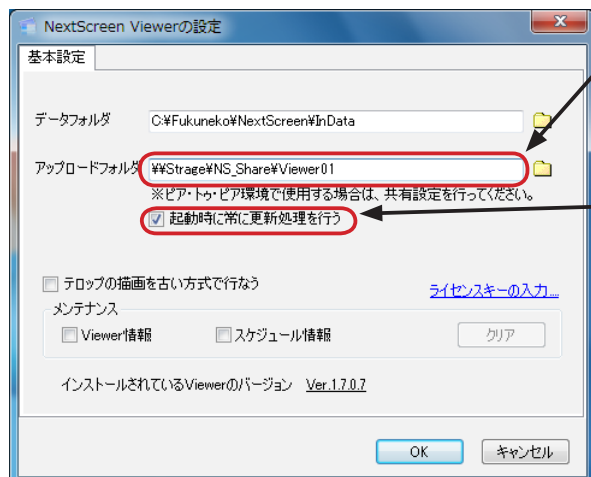 NextScreen Viewerの設定
基本設定
データフォルダ C:¥Fukuneko¥NextScreen¥InData
アップロードフォルダ ¥¥Strage¥NS_Share¥Viewer01
※ピア・トゥ・ピア環境で使用する場合は、共有設定を行ってください。
起動時に常に更新処理を行う
テロップの描画を古い方式で行なう ライセンスキーの入力...
メンテナンス
Viewer情報 スケジュール情報 クリア
インストールされているViewerのバージョン Ver.1.7.0.7
OK キャンセル